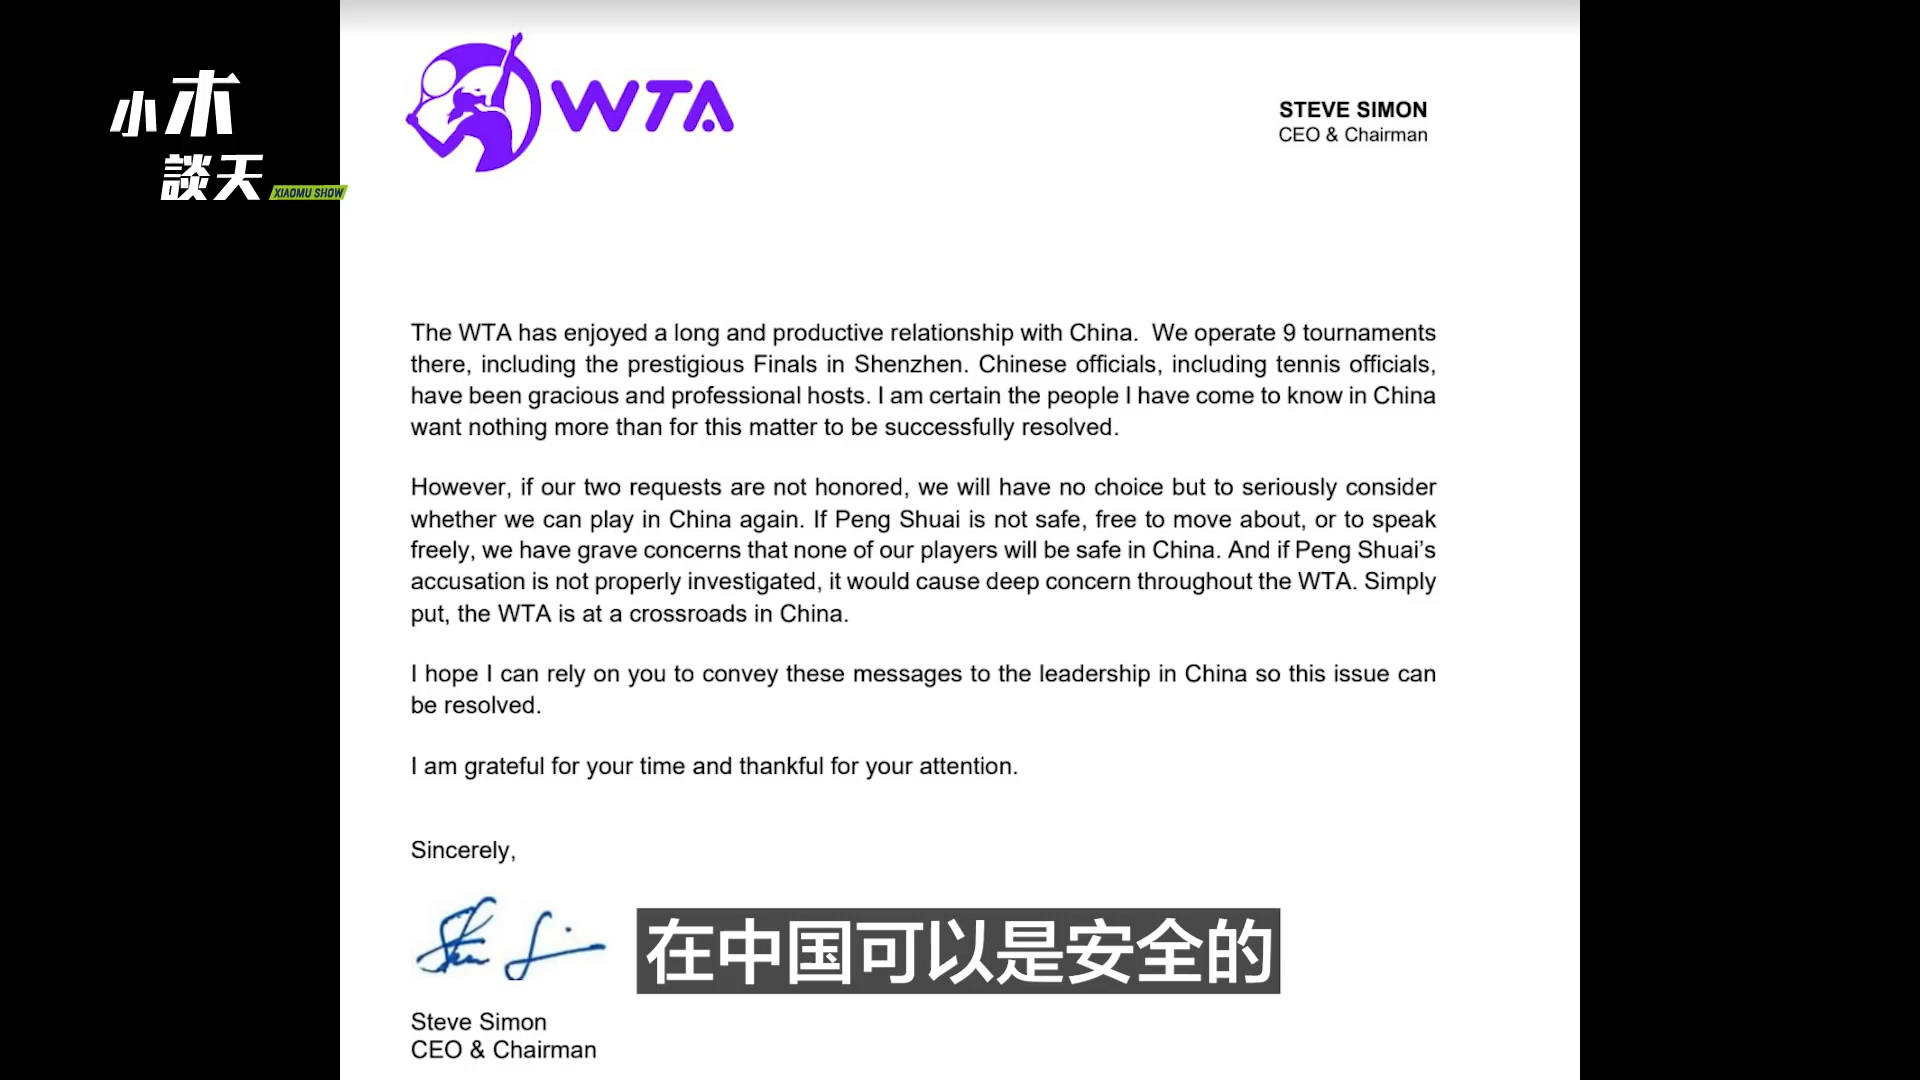 小木
談天
XIAOMU SHOW
WTA
STEVE SIMON
CEO & Chairman
The WTA has enjoyed a long and productive relationship with China.  We operate 9 tournaments
there, including the prestigious Finals in Shenzhen. Chinese officials, including tennis officials,
have been gracious and professional hosts. I am certain the people I have come to know in China
want nothing more than for this matter to be successfully resolved.
However, if our two requests are not honored, we will have no choice but to seriously consider
whether we can play in China again. If Peng Shuai is not safe, free to move about, or to speak
freely, we have grave concerns that none of our players will be safe in China. And if Peng Shuai’s
accusation is not properly investigated, it would cause deep concern throughout the WTA. Simply
put, the WTA is at a crossroads in China.
I hope I can rely on you to convey these messages to the leadership in China so this issue can
be resolved.
I am grateful for your time and thankful for your attention.
Sincerely,
Steve Simon
在中国可以是安全的
Steve Simon
CEO & Chairman